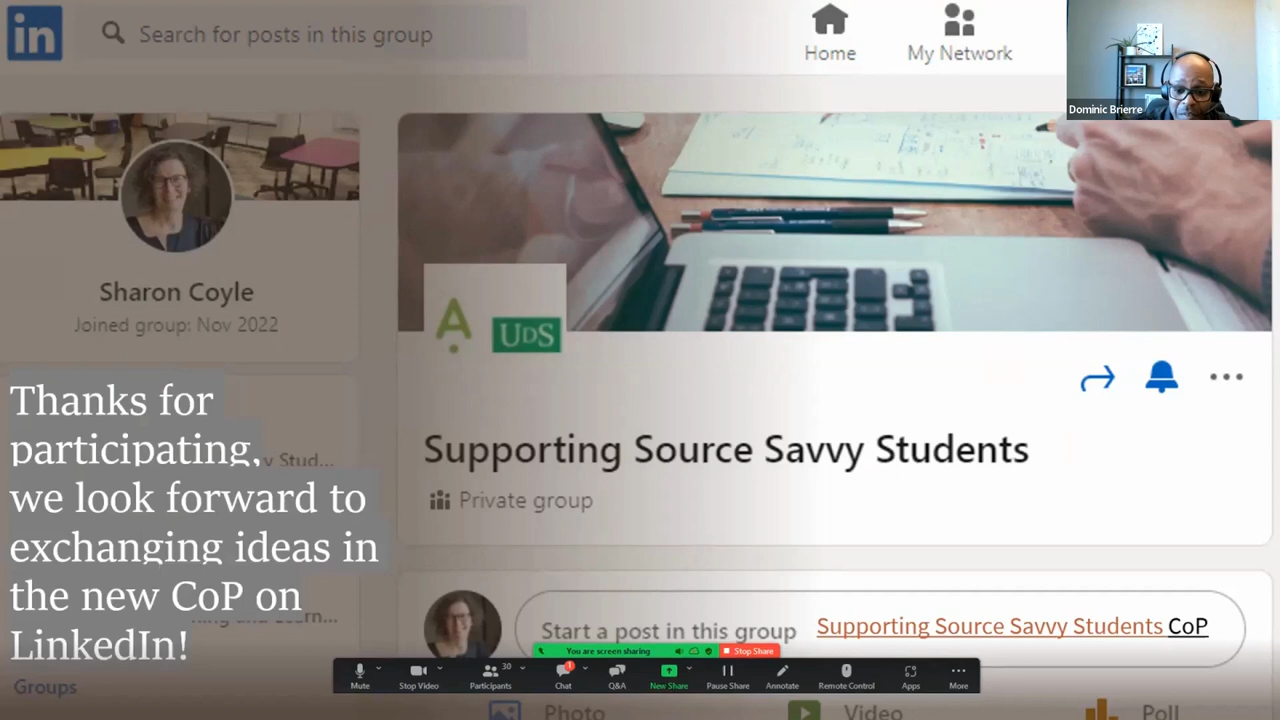 in
Search for posts in this group
Home
My Network
Dominic Brierre
Sharon Coyle
Joined group: Nov 2022
A
UdS
Thanks for
participating,
we look forward to
exchanging ideas in
the new CoP on
LinkedIn!
Groups
Supporting Source Savvy Students
Private group
Start a post in this group
Supporting Source Savvy Students CoP
You are screen sharing
Stop Share
Mute
Stop Video
Participants
30
Chat
1
Q&A
New Share
Pause Share
Annotate
Remote Control
Apps
More
Photo
Video
Poll